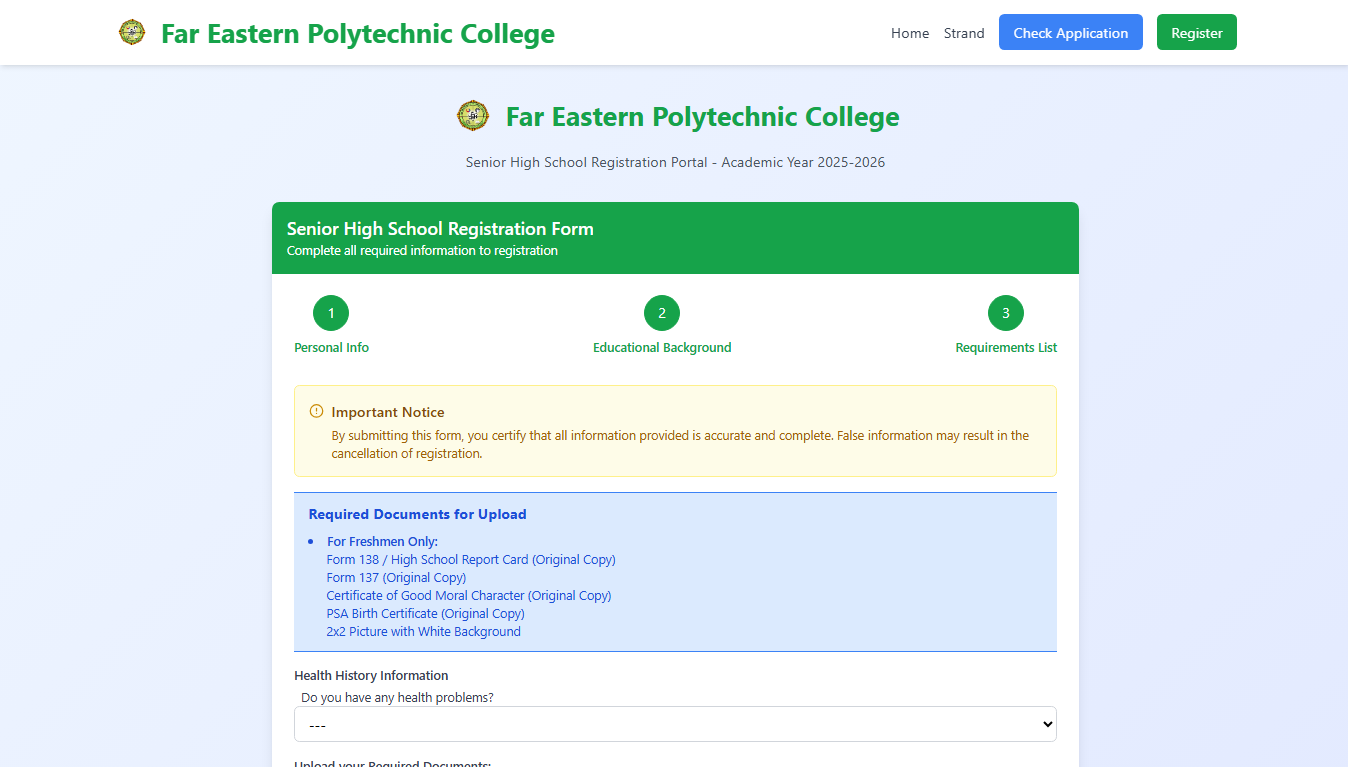 Far Eastern Polytechnic College
Home Strand Check Application Register
Far Eastern Polytechnic College
Senior High School Registration Portal - Academic Year 2025-2026
Senior High School Registration Form
Complete all required information to registration
1 2 3
Personal Info Educational Background Requirements List
Important Notice
By submitting this form, you certify that all information provided is accurate and complete. False information may result in the
cancellation of registration.
Required Documents for Upload
• For Freshmen Only:
Form 138 / High School Report Card (Original Copy)
Form 137 (Original Copy)
Certificate of Good Moral Character (Original Copy)
PSA Birth Certificate (Original Copy)
2x2 Picture with White Background
Health History Information
Do you have any health problems?
---
Upload your Required Documents: